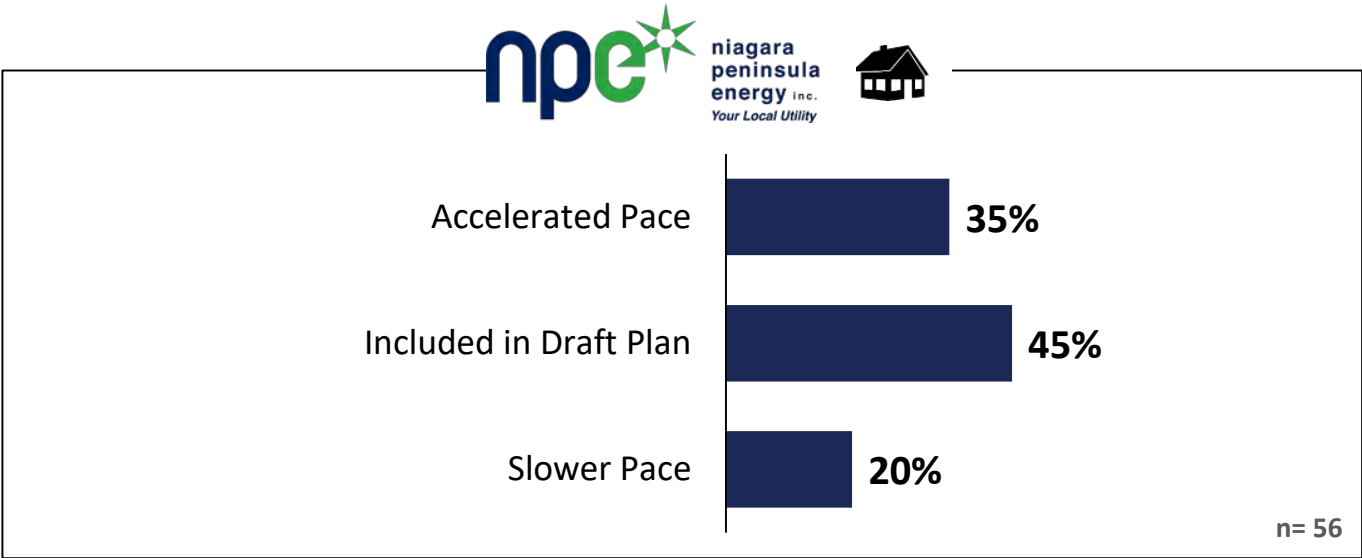 npe
niagara
peninsula
energy inc.
Your Local Utility
Accelerated Pace 35%
Included in Draft Plan 45%
Slower Pace 20%
n= 56